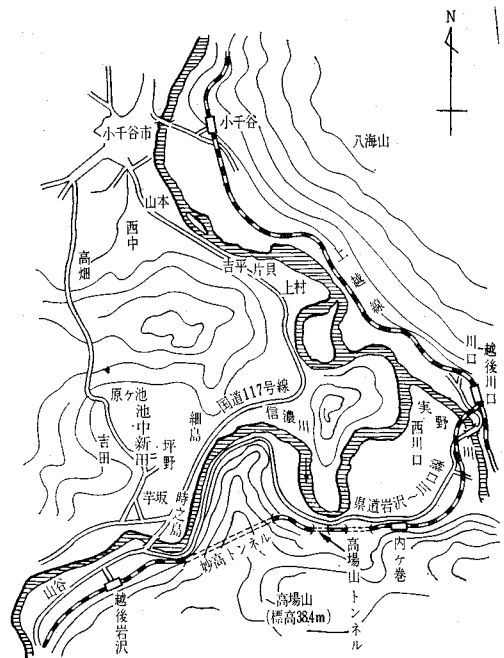 N
小千谷市
小千谷
八海山
山本
西中
高畑
吉平
片貝
上村
上越線
川口
越後川口
原ヶ池
池中新田
吉田
坪野
細島
国道117号線
信濃川
実野
西川口
川
芋坂
時之島
県道岩沢〜川口線
妙高トンネル
高場山トンネル
内ヶ巻
山谷
越後岩沢
高場山
(標高384m)